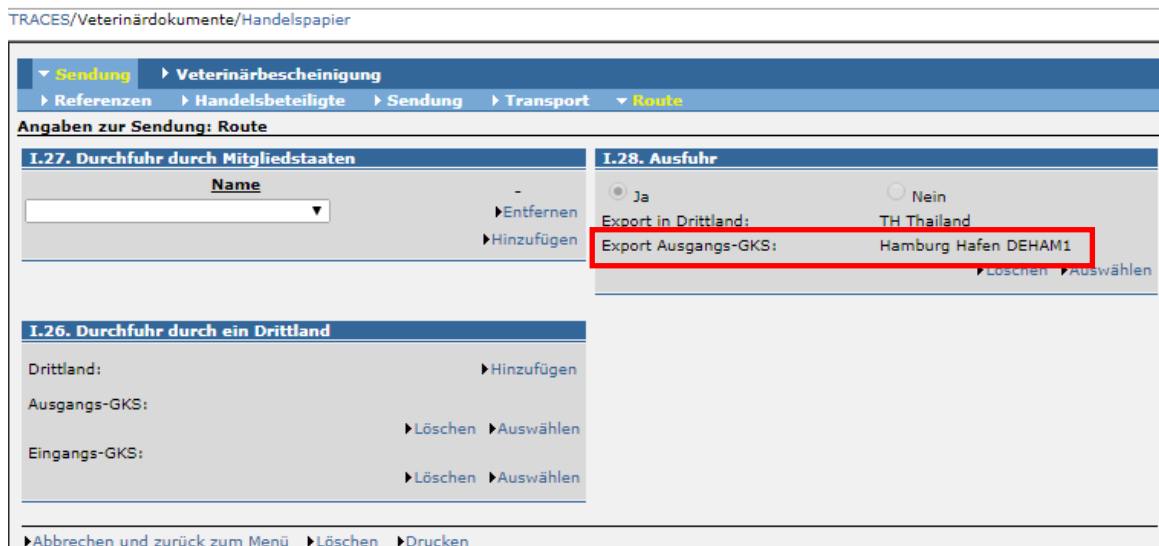 TRACES/Veterinärdokumente/Handelspapier
Sendung Veterinärbescheinigung
Referenzen Handelsbeteiligte Sendung Transport Route
Angaben zur Sendung: Route
I.27. Durchfuhr durch Mitgliedstaaten
Name -
Entfernen
Hinzufügen
I.28. Ausfuhr
Ja Nein
Export in Drittland: TH Thailand
Export Ausgangs-GKS: Hamburg Hafen DEHAM1
Löschen Auswählen
I.26. Durchfuhr durch ein Drittland
Drittland: Hinzufügen
Ausgangs-GKS:
Löschen Auswählen
Eingangs-GKS:
Löschen Auswählen
Abbrechen und zurück zum Menü Löschen Drucken